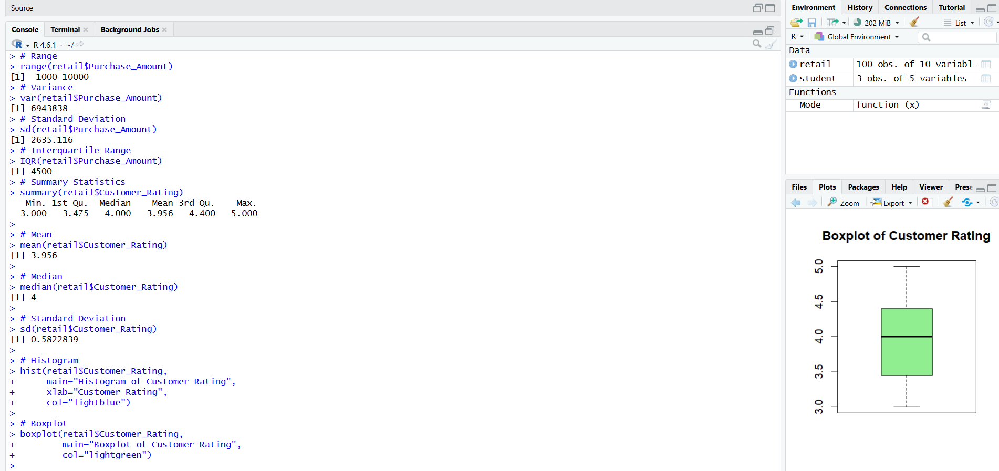 Source
Console Terminal Background Jobs
R 4.6.1 · ~/
> # Range
> range(retail$Purchase_Amount)
[1]  1000 10000
> # Variance
> var(retail$Purchase_Amount)
[1] 6943838
> # Standard Deviation
> sd(retail$Purchase_Amount)
[1] 2635.116
> # Interquartile Range
> IQR(retail$Purchase_Amount)
[1] 4500
> # Summary Statistics
> summary(retail$Customer_Rating)
   Min. 1st Qu.  Median    Mean 3rd Qu.    Max.
  3.000   3.475   4.000   3.956   4.400   5.000
>
> # Mean
> mean(retail$Customer_Rating)
[1] 3.956
>
> # Median
> median(retail$Customer_Rating)
[1] 4
>
> # Standard Deviation
> sd(retail$Customer_Rating)
[1] 0.5822839
>
> # Histogram
> hist(retail$Customer_Rating,
+      main="Histogram of Customer Rating",
+      xlab="Customer Rating",
+      col="lightblue")
>
> # Boxplot
> boxplot(retail$Customer_Rating,
+         main="Boxplot of Customer Rating",
+         col="lightgreen")
>
Environment History Connections Tutorial
202 MiB List
R Global Environment
Data
retail 100 obs. of 10 variabl…
student 3 obs. of 5 variables
Functions
Mode function (x)
Files Plots Packages Help Viewer Prese
Zoom Export
Boxplot of Customer Rating
5.0
4.5
4.0
3.5
3.0